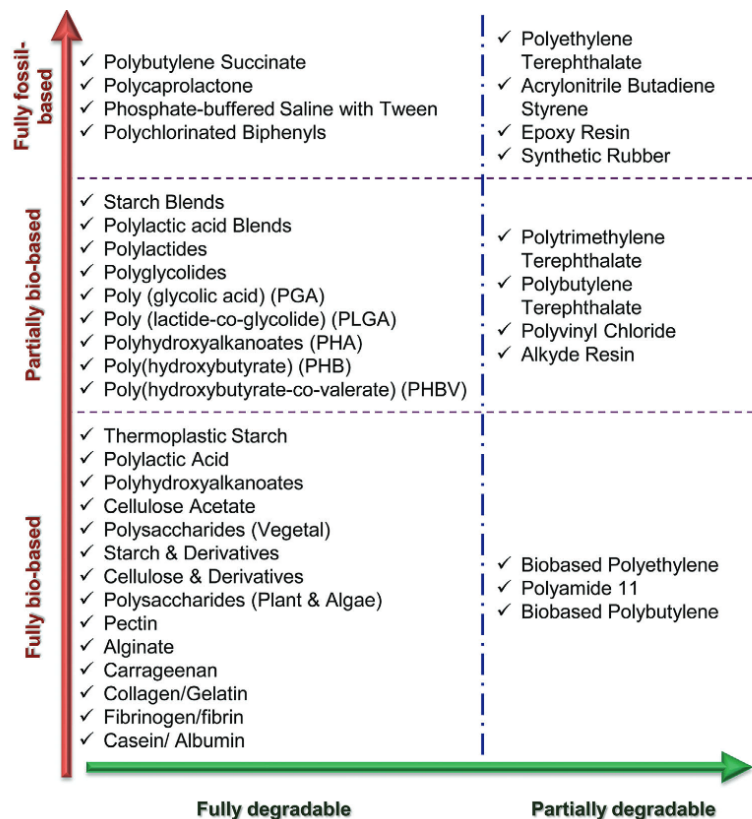 Fully fossil-
based
✓ Polybutylene Succinate
✓ Polycaprolactone
✓ Phosphate-buffered Saline with Tween
✓ Polychlorinated Biphenyls
✓ Polyethylene
Terephthalate
✓ Acrylonitrile Butadiene
Styrene
✓ Epoxy Resin
✓ Synthetic Rubber
Partially bio-based
✓ Starch Blends
✓ Polylactic acid Blends
✓ Polylactides
✓ Polyglycolides
✓ Poly (glycolic acid) (PGA)
✓ Poly (lactide-co-glycolide) (PLGA)
✓ Polyhydroxyalkanoates (PHA)
✓ Poly(hydroxybutyrate) (PHB)
✓ Poly(hydroxybutyrate-co-valerate) (PHBV)
✓ Polytrimethylene
Terephthalate
✓ Polybutylene
Terephthalate
✓ Polyvinyl Chloride
✓ Alkyde Resin
Fully bio-based
✓ Thermoplastic Starch
✓ Polylactic Acid
✓ Polyhydroxyalkanoates
✓ Cellulose Acetate
✓ Polysaccharides (Vegetal)
✓ Starch & Derivatives
✓ Cellulose & Derivatives
✓ Polysaccharides (Plant & Algae)
✓ Pectin
✓ Alginate
✓ Carrageenan
✓ Collagen/Gelatin
✓ Fibrinogen/fibrin
✓ Casein/ Albumin
✓ Biobased Polyethylene
✓ Polyamide 11
✓ Biobased Polybutylene
Fully degradable
Partially degradable